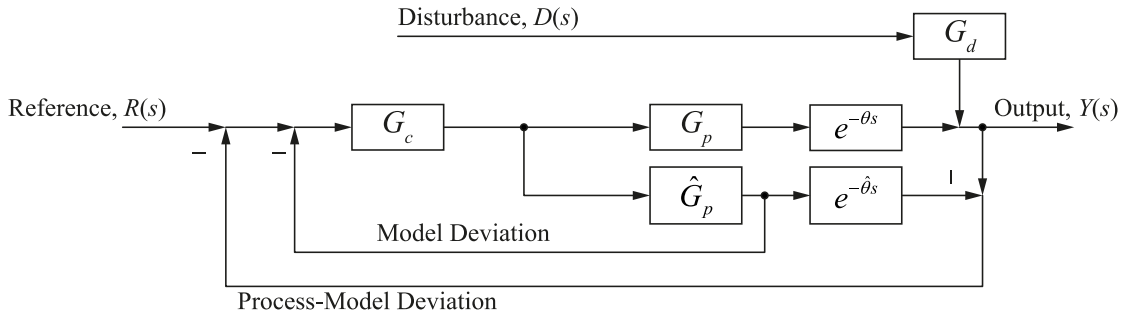 Disturbance, D(s)
G_d
Reference, R(s)
Output, Y(s)
G_c
G_p
e^{-θs}
−
−
Ĝ_p
e^{-θ̂s}
Model Deviation
Process-Model Deviation